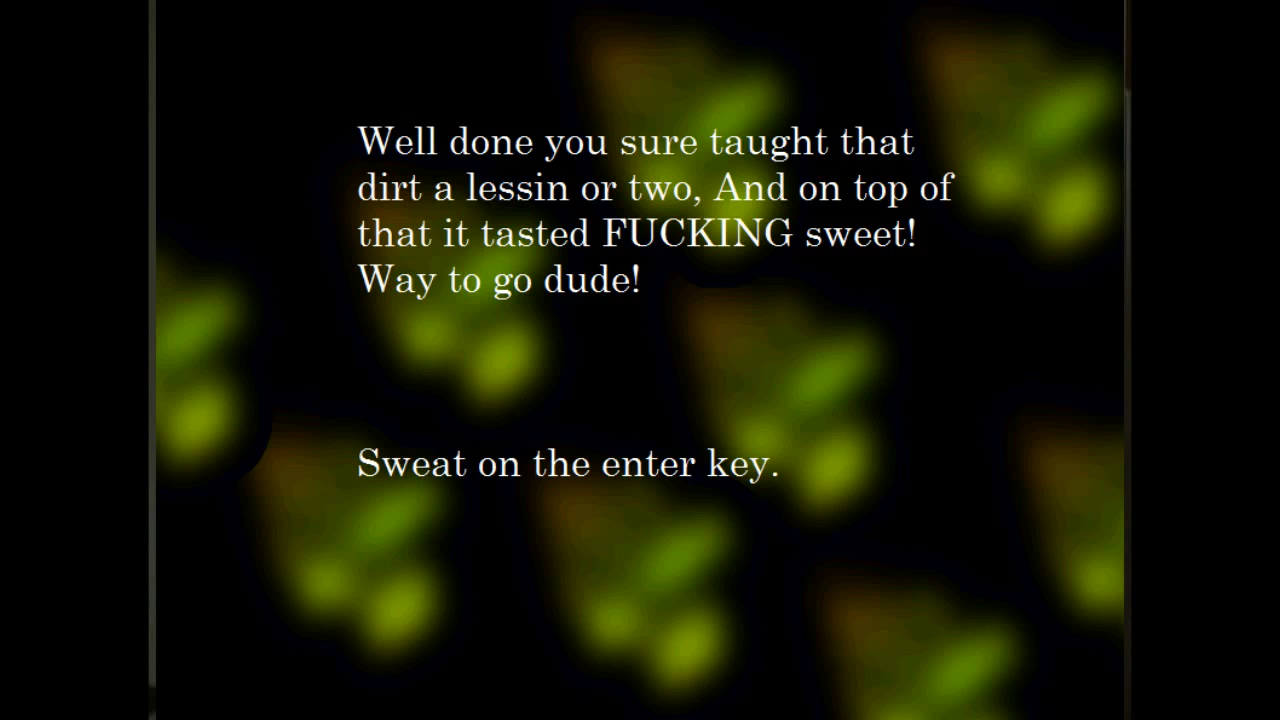 Well done you sure taught that
dirt a lessin or two, And on top of
that it tasted FUCKING sweet!
Way to go dude!
Sweat on the enter key.